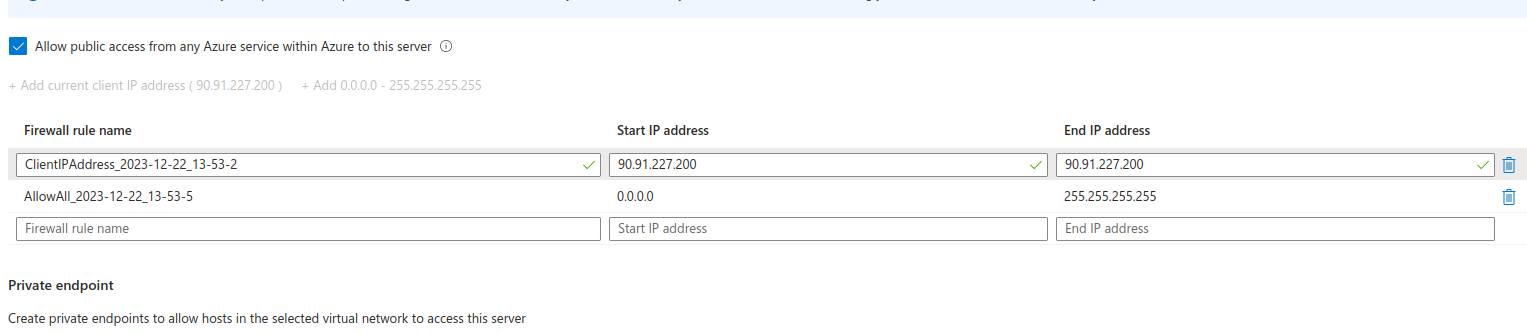 Allow public access from any Azure service within Azure to this server
+ Add current client IP address ( 90.91.227.200 ) + Add 0.0.0.0 - 255.255.255.255
Firewall rule name Start IP address End IP address
ClientIPAddress_2023-12-22_13-53-2 90.91.227.200 90.91.227.200
AllowAll_2023-12-22_13-53-5 0.0.0.0 255.255.255.255
Firewall rule name Start IP address End IP address
Private endpoint
Create private endpoints to allow hosts in the selected virtual network to access this server